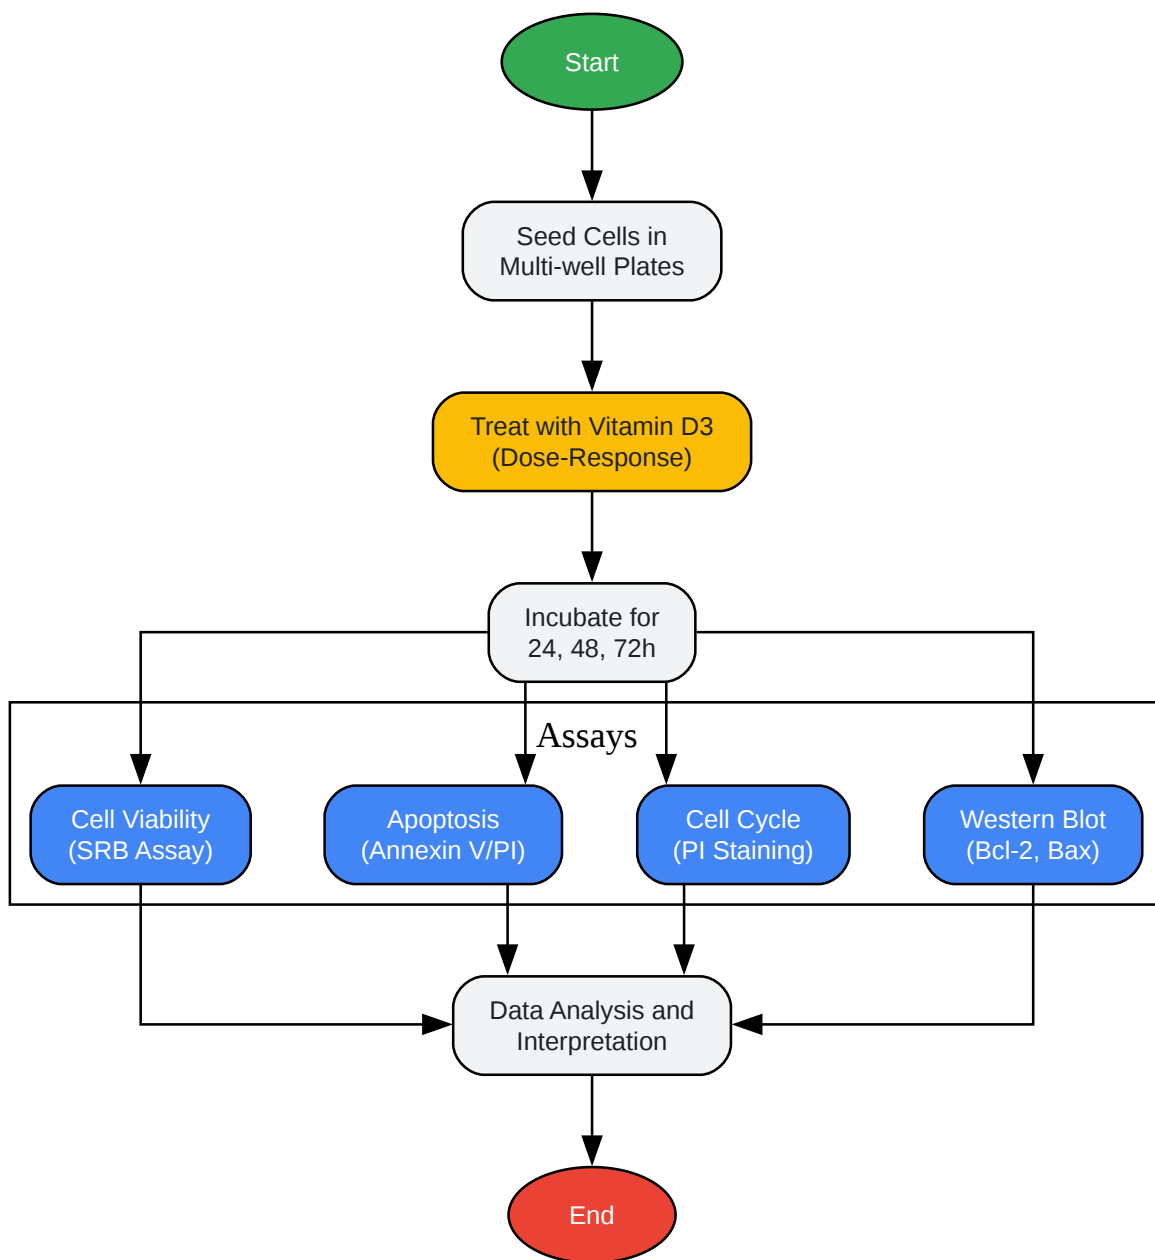 Start
Seed Cells in
Multi-well Plates
Treat with Vitamin D3
(Dose-Response)
Incubate for
24, 48, 72h
Assays
Cell Viability
(SRB Assay)
Apoptosis
(Annexin V/PI)
Cell Cycle
(PI Staining)
Western Blot
(Bcl-2, Bax)
Data Analysis and
Interpretation
End